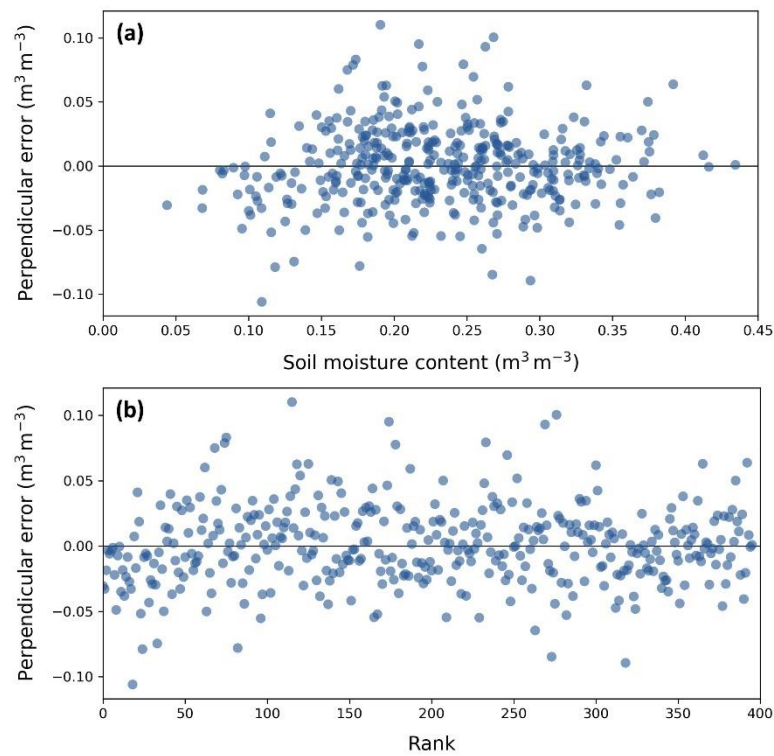 (a)
Perpendicular error (m³ m⁻³)
0.10
0.05
0.00
−0.05
−0.10
0.00 0.05 0.10 0.15 0.20 0.25 0.30 0.35 0.40 0.45
Soil moisture content (m³ m⁻³)
(b)
Perpendicular error (m³ m⁻³)
0.10
0.05
0.00
−0.05
−0.10
0 50 100 150 200 250 300 350 400
Rank